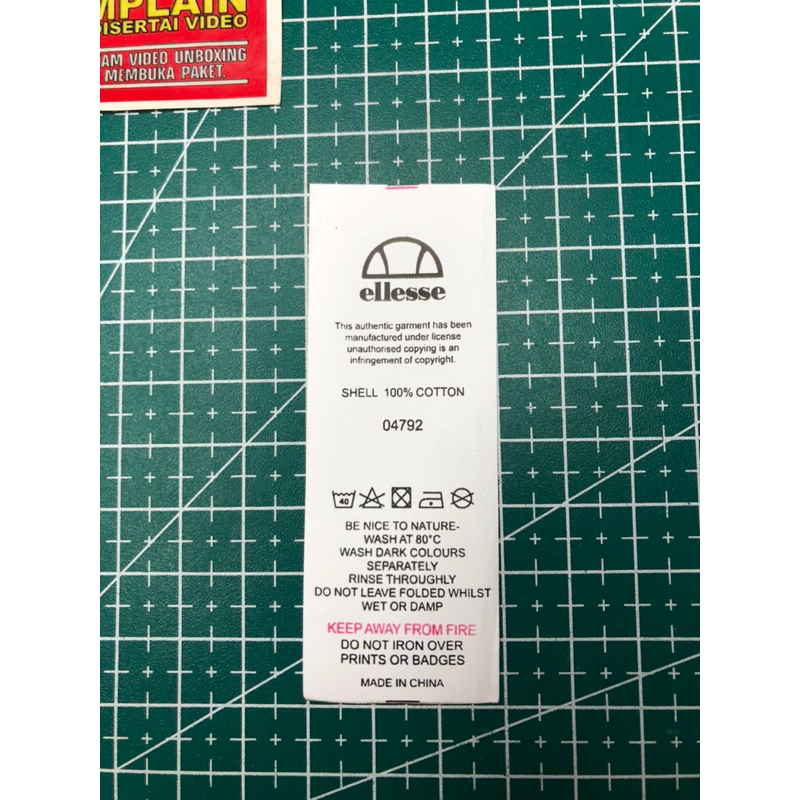 MPLAIN
DISERTAI VIDEO
AM VIDEO UNBOXING
MEMBUKA PAKET.
ellesse
This authentic garment has been
manufactured under license
unauthorised copying is an
infringement of copyright.
SHELL 100% COTTON
04792
40
BE NICE TO NATURE-
WASH AT 80°C
WASH DARK COLOURS
SEPARATELY
RINSE THROUGHLY
DO NOT LEAVE FOLDED WHILST
WET OR DAMP
KEEP AWAY FROM FIRE
DO NOT IRON OVER
PRINTS OR BADGES
MADE IN CHINA